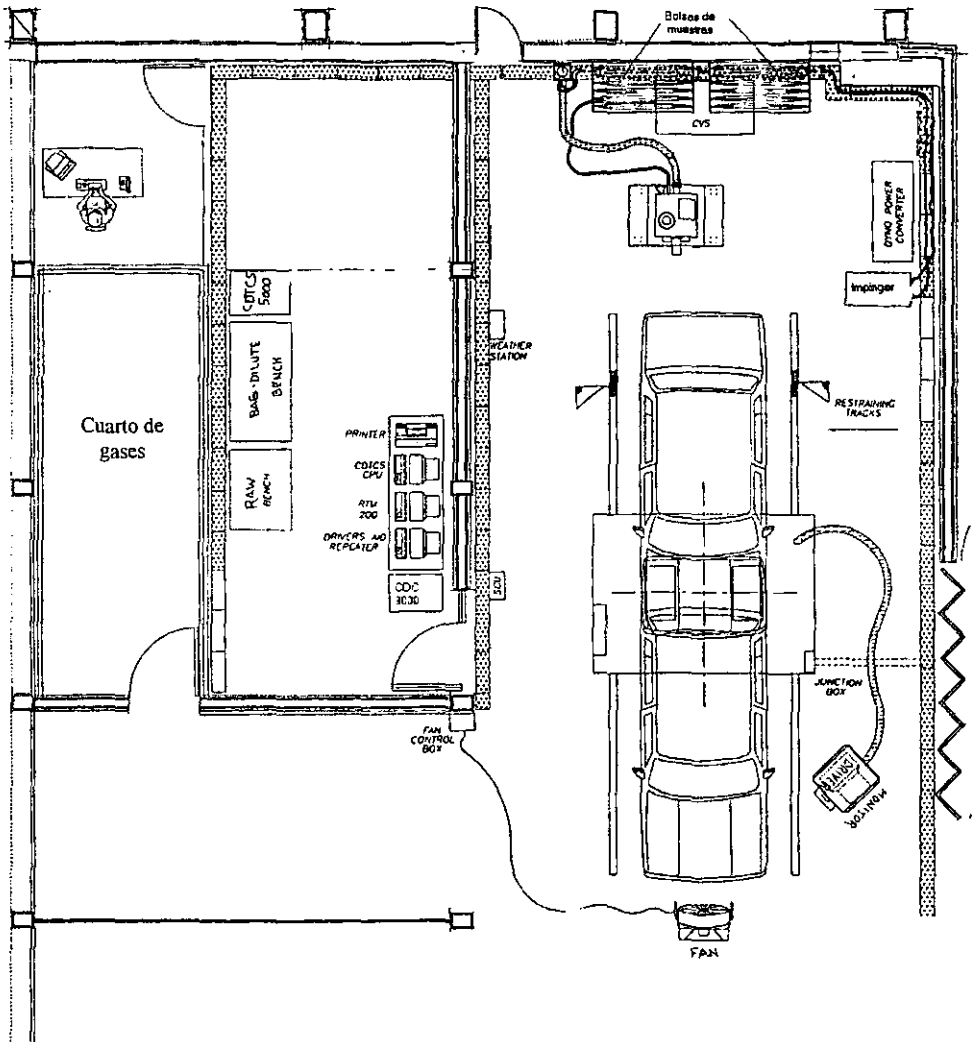 Bolsas de
muestras
CVS
DYNO POWER
CONVERTER
Impinger
CDTCS
5000
WEATHER
STATION
BAG-DILUTE
BENCH
RESTRAINING
TRACKS
Cuarto de
gases
PRINTER
RAW
BENCH
CDTCS
CPU
RTM
200
DRIVERS AID
REPEATER
CDC
SCU
JUNCTION
BOX
FAN
CONTROL
BOX
DRIVER
MONITOR
FAN